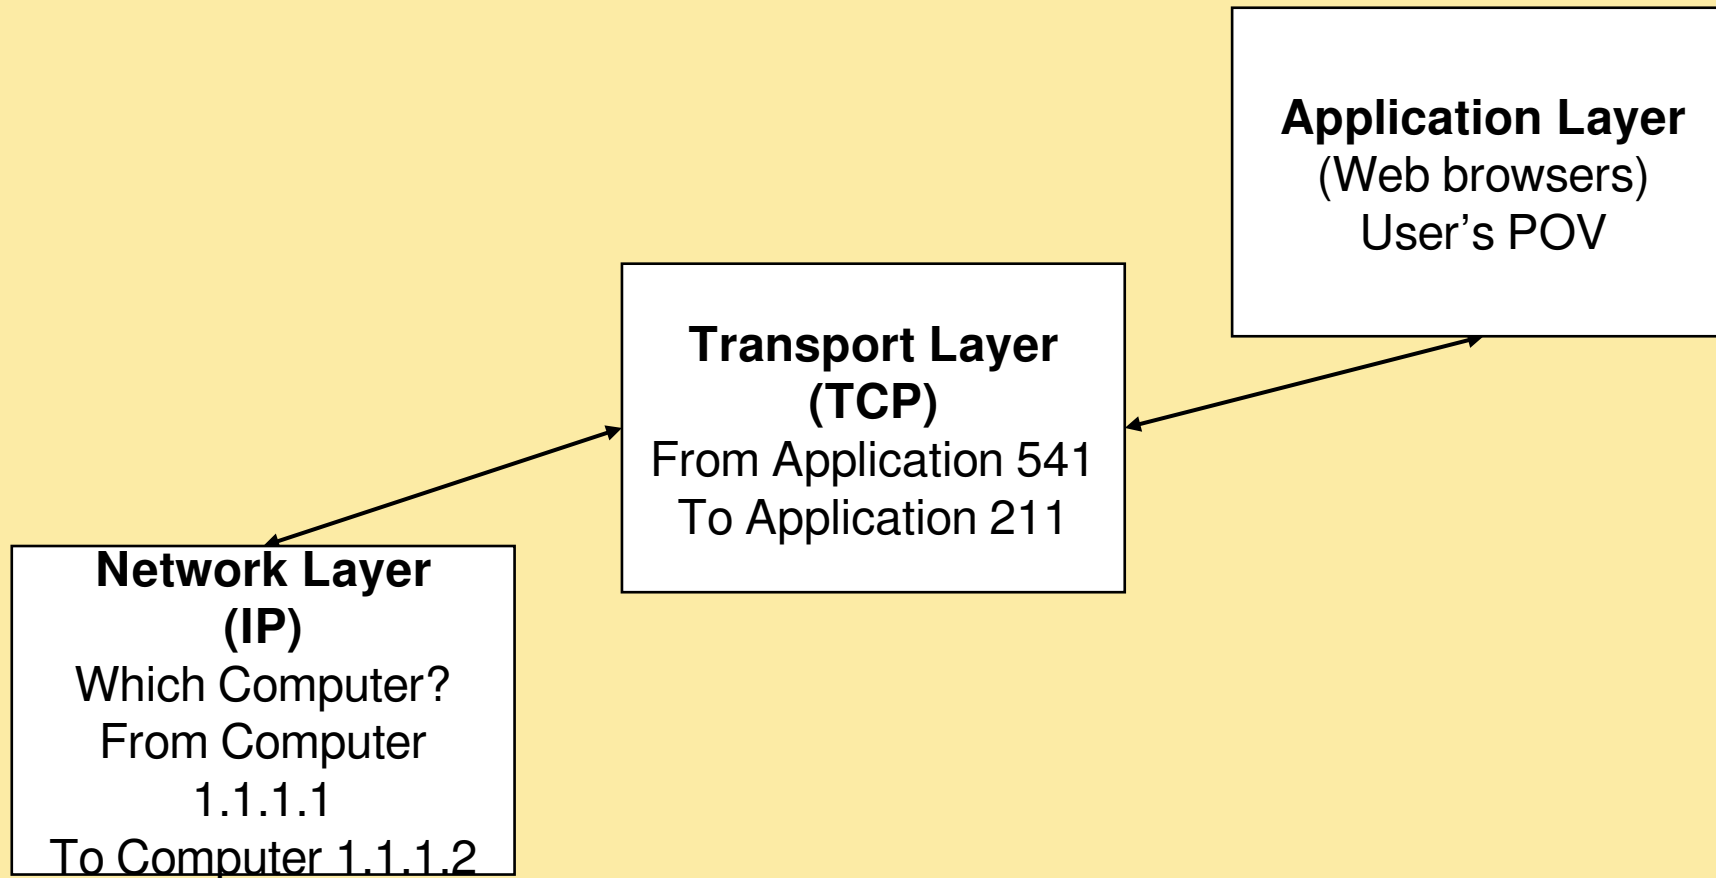 Application Layer
(Web browsers)
User’s POV
Transport Layer
(TCP)
From Application 541
To Application 211
Network Layer
(IP)
Which Computer?
From Computer
1.1.1.1
To Computer 1.1.1.2